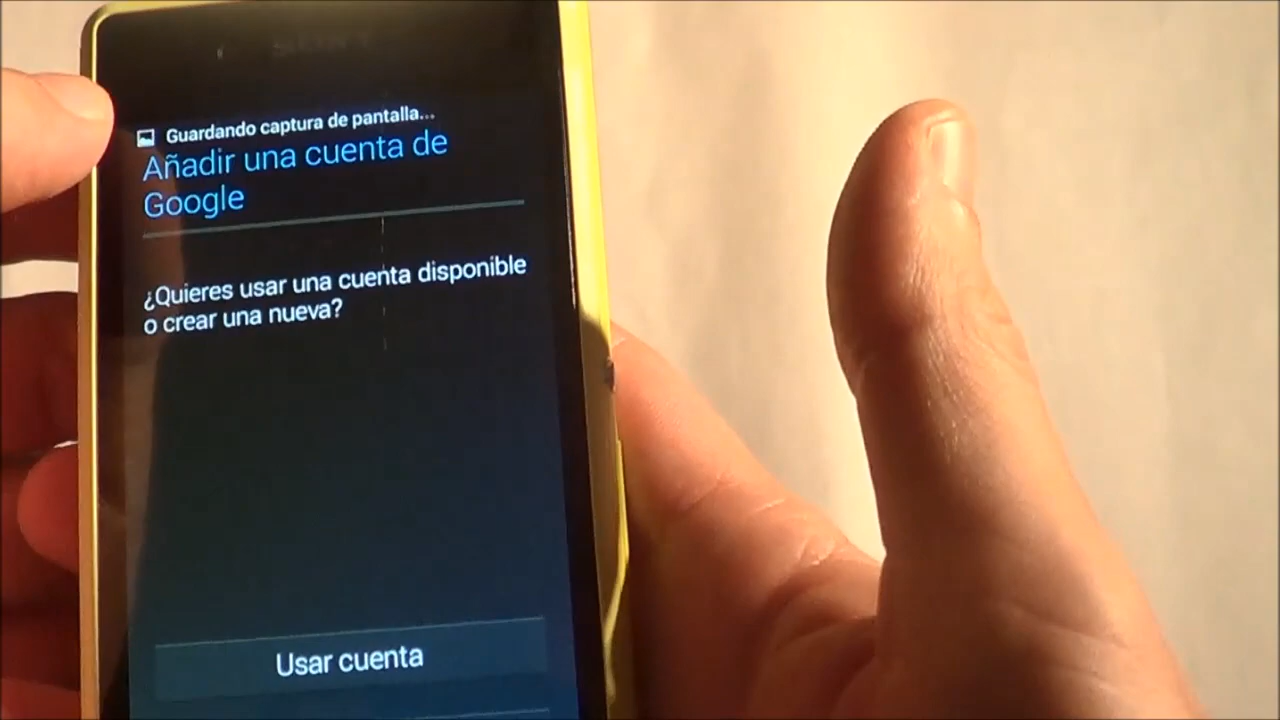 SONY
Guardando captura de pantalla...
Añadir una cuenta de
Google
¿Quieres usar una cuenta disponible
o crear una nueva?
Usar cuenta